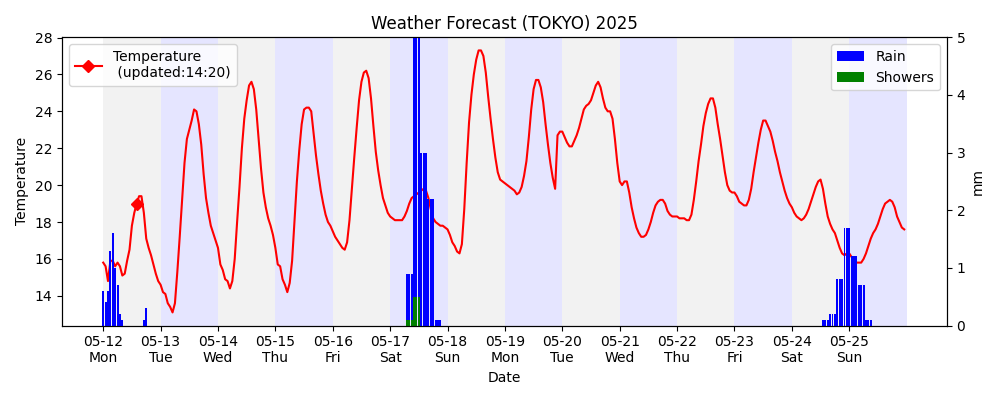 Weather Forecast (TOKYO) 2025
Temperature
(updated:14:20)
Rain
Showers
Temperature
28
26
24
22
20
18
16
14
5
4
3
2
1
0
mm
05-12 05-13 05-14 05-15 05-16 05-17 05-18 05-19 05-20 05-21 05-22 05-23 05-24 05-25
Mon Tue Wed Thu Fri Sat Sun Mon Tue Wed Thu Fri Sat Sun
Date